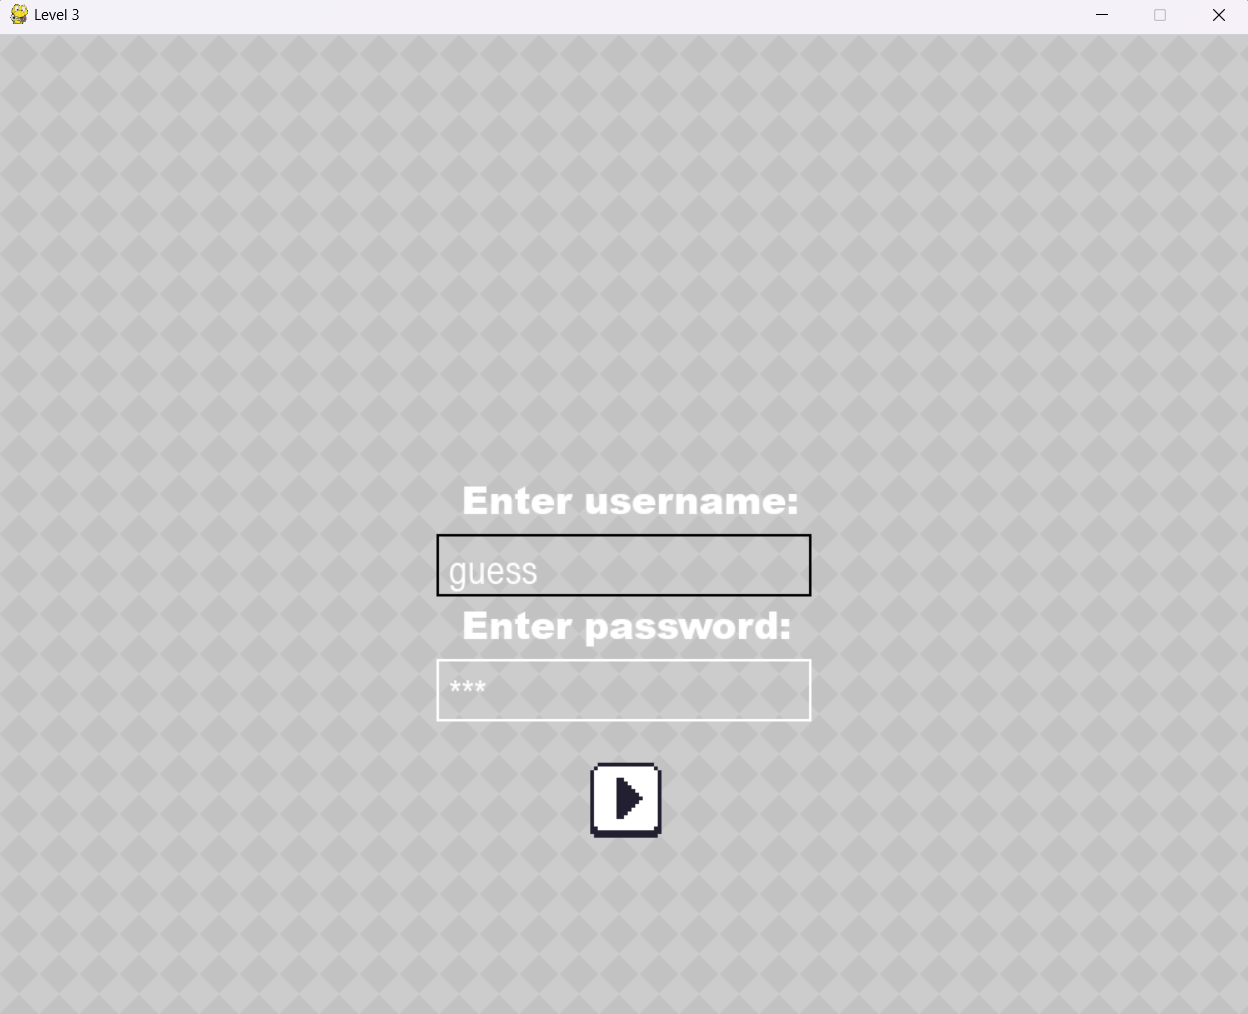 Level 3
Enter username:
guess
Enter password:
***